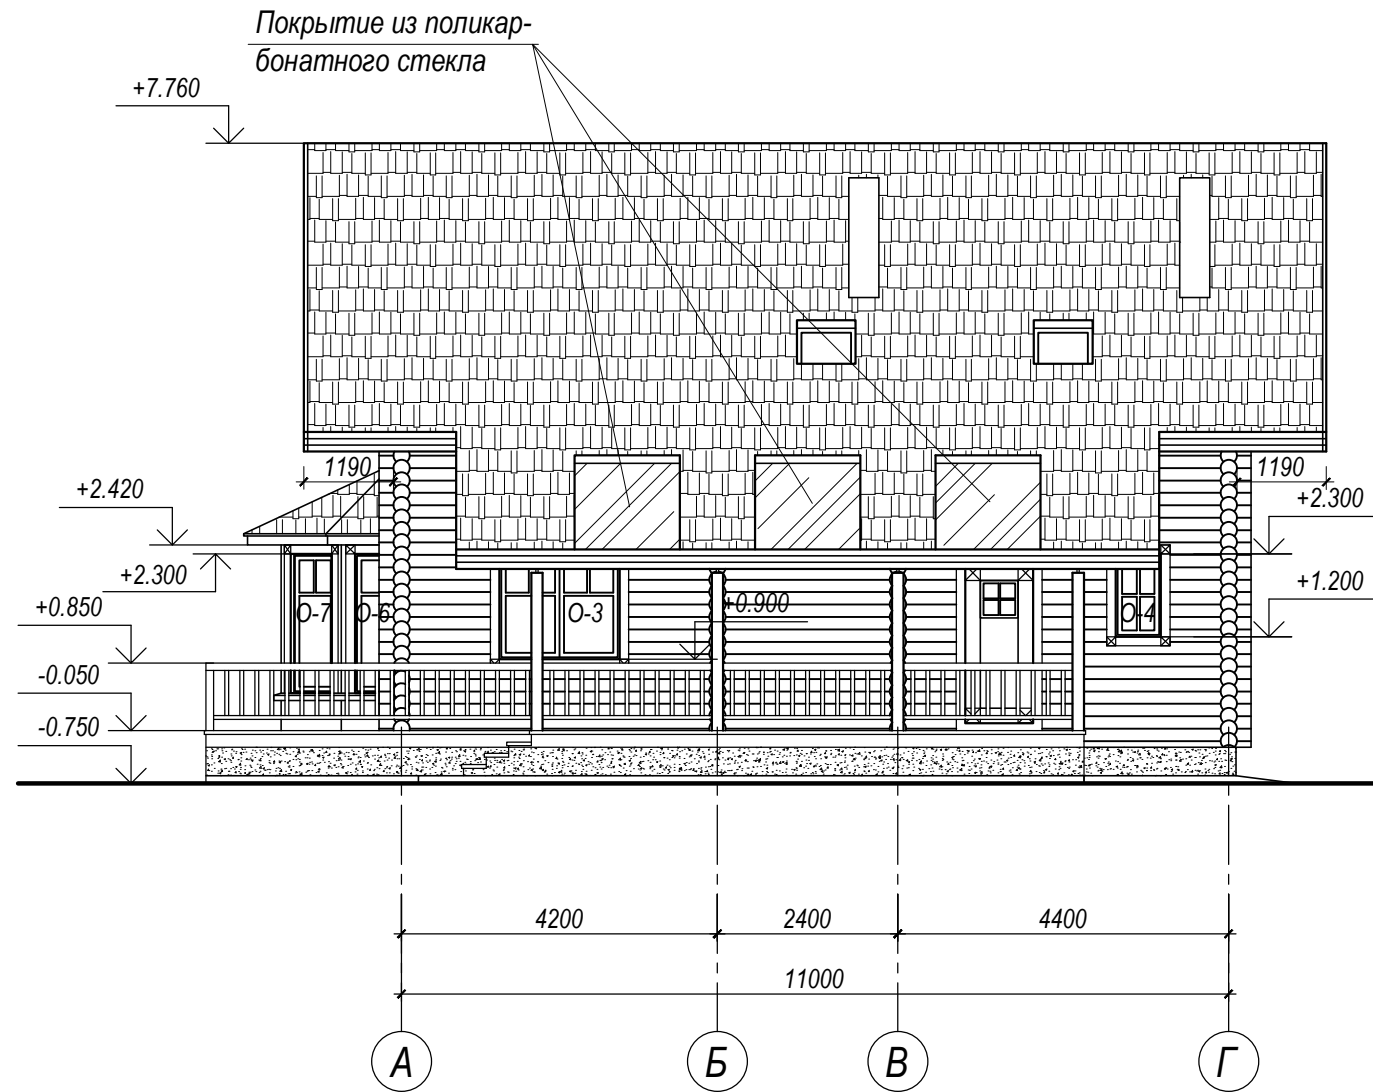 Покрытие из поликар-
бонатного стекла
+7.760
1190
1190
+2.420
+2.300
+2.300
+1.200
+0.850
О-7
О-6
О-3
+0.900
О-4
-0.050
-0.750
4200
2400
4400
11000
А
Б
В
Г